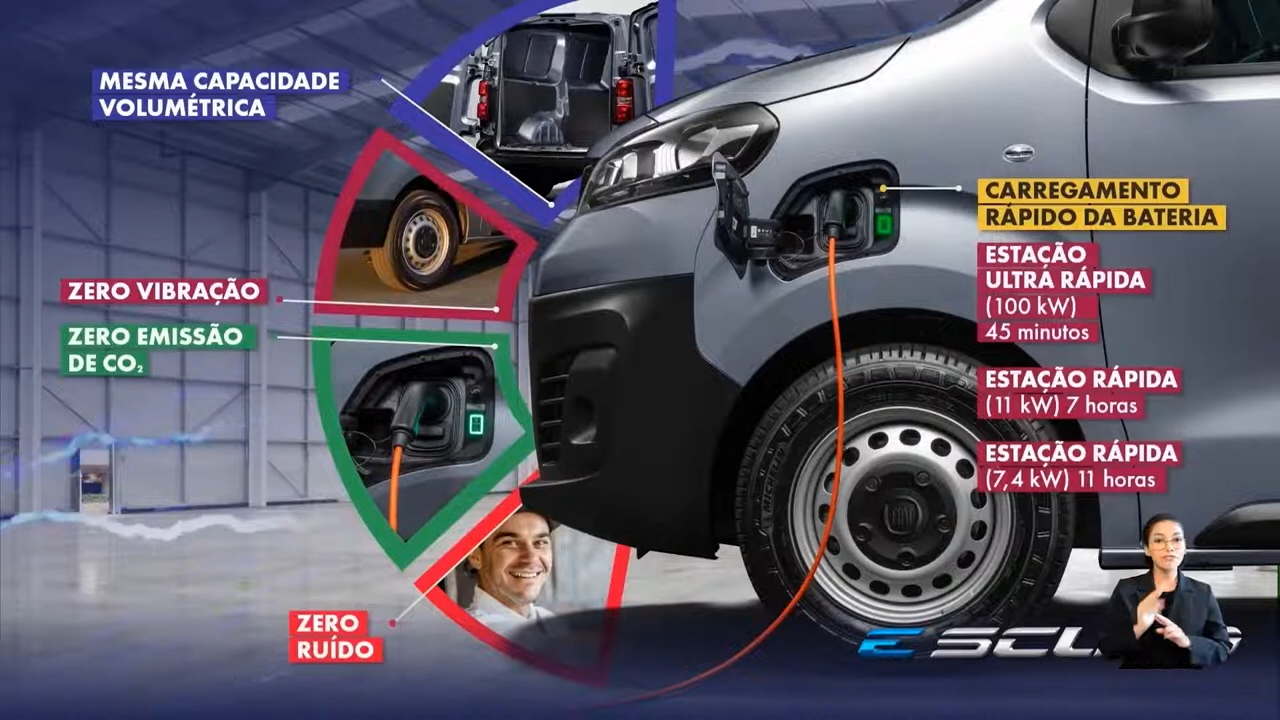 MESMA CAPACIDADE
VOLUMÉTRICA
ZERO VIBRAÇÃO
ZERO EMISSÃO
DE CO₂
ZERO
RUÍDO
CARREGAMENTO
RÁPIDO DA BATERIA
ESTAÇÃO
ULTRÁ RÁPIDA
(100 kW)
45 minutos
ESTAÇÃO RÁPIDA
(11 kW) 7 horas
ESTAÇÃO RÁPIDA
(7,4 kW) 11 horas